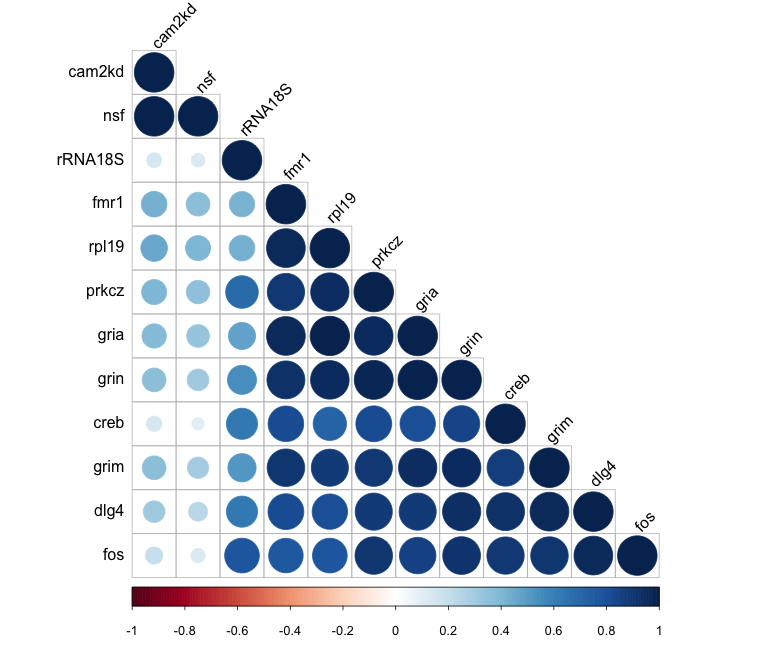 cam2kd
nsf
rRNA18S
fmr1
rpl19
prkcz
gria
grin
creb
grim
dlg4
fos
cam2kd
nsf
rRNA18S
fmr1
rpl19
prkcz
gria
grin
creb
grim
dlg4
fos
-1 -0.8 -0.6 -0.4 -0.2 0 0.2 0.4 0.6 0.8 1